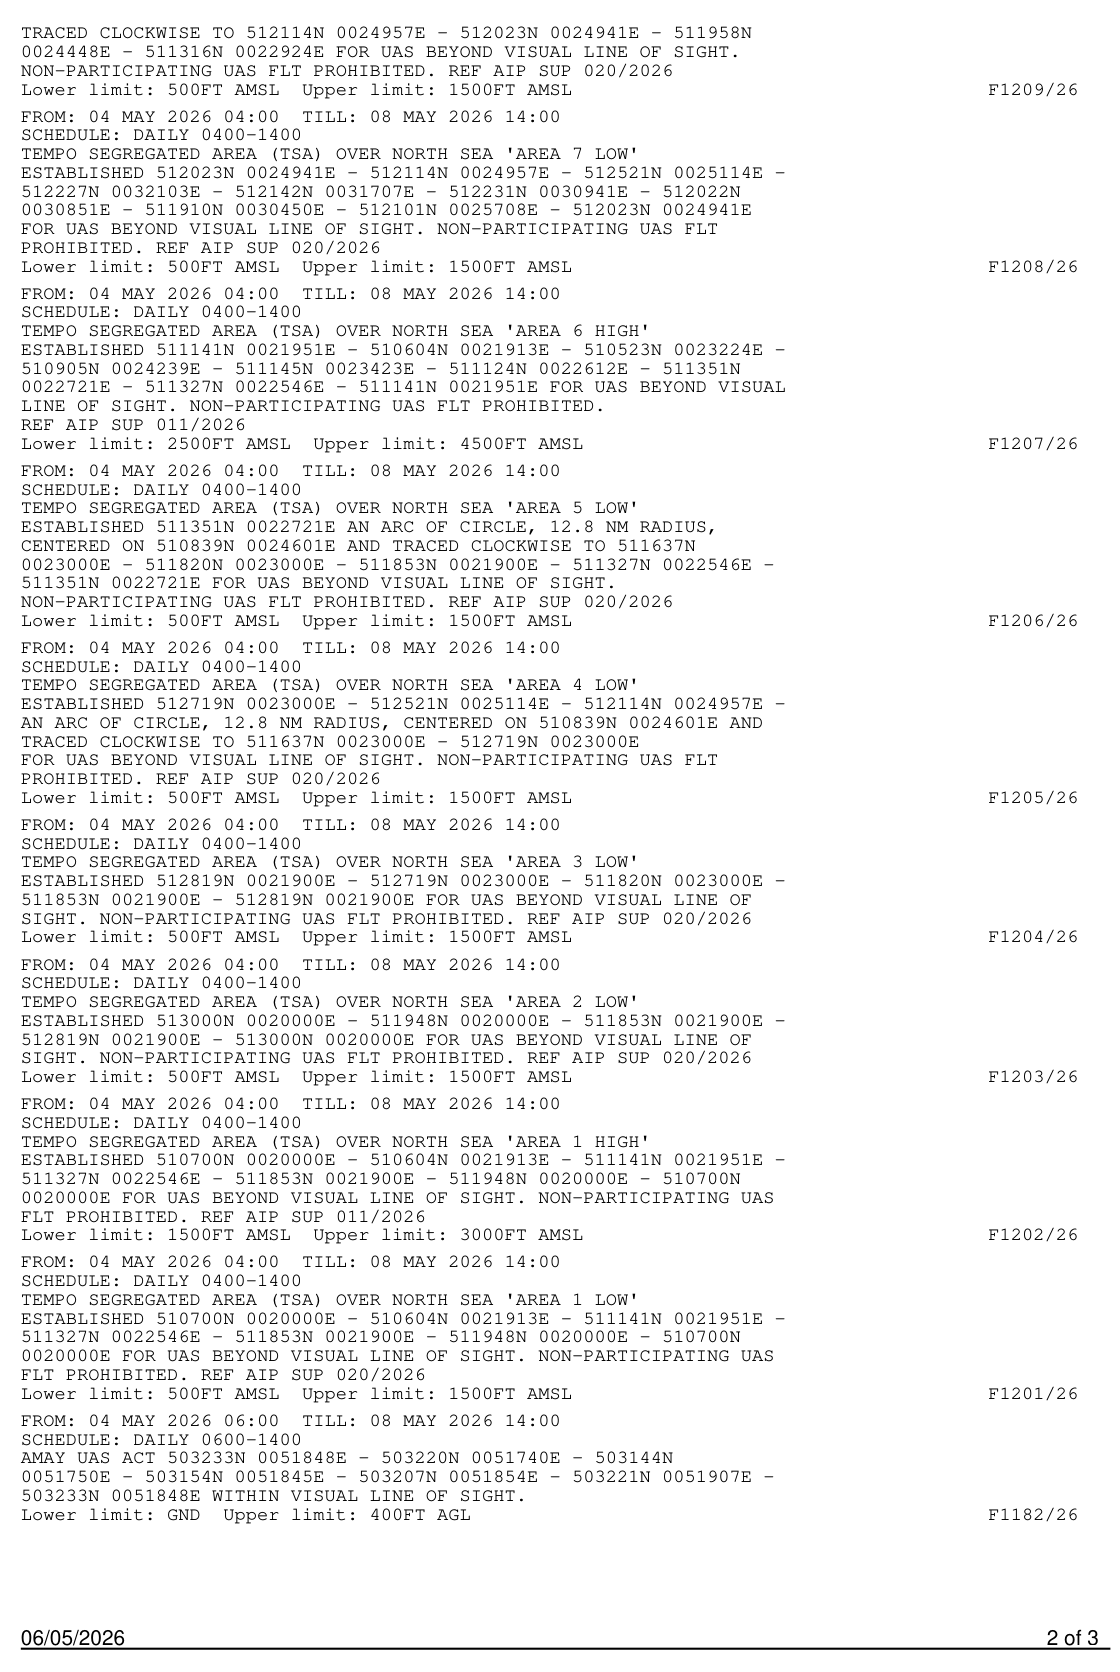 TRACED CLOCKWISE TO 512114N 0024957E - 512023N 0024941E - 511958N
0024448E - 511316N 0022924E FOR UAS BEYOND VISUAL LINE OF SIGHT.
NON-PARTICIPATING UAS FLT PROHIBITED. REF AIP SUP 020/2026
Lower limit: 500FT AMSL  Upper limit: 1500FT AMSL F1209/26
FROM: 04 MAY 2026 04:00  TILL: 08 MAY 2026 14:00
SCHEDULE: DAILY 0400-1400
TEMPO SEGREGATED AREA (TSA) OVER NORTH SEA 'AREA 7 LOW'
ESTABLISHED 512023N 0024941E - 512114N 0024957E - 512521N 0025114E -
512227N 0032103E - 512142N 0031707E - 512231N 0030941E - 512022N
0030851E - 511910N 0030450E - 512101N 0025708E - 512023N 0024941E
FOR UAS BEYOND VISUAL LINE OF SIGHT. NON-PARTICIPATING UAS FLT
PROHIBITED. REF AIP SUP 020/2026
Lower limit: 500FT AMSL  Upper limit: 1500FT AMSL F1208/26
FROM: 04 MAY 2026 04:00  TILL: 08 MAY 2026 14:00
SCHEDULE: DAILY 0400-1400
TEMPO SEGREGATED AREA (TSA) OVER NORTH SEA 'AREA 6 HIGH'
ESTABLISHED 511141N 0021951E - 510604N 0021913E - 510523N 0023224E -
510905N 0024239E - 511145N 0023423E - 511124N 0022612E - 511351N
0022721E - 511327N 0022546E - 511141N 0021951E FOR UAS BEYOND VISUAL
LINE OF SIGHT. NON-PARTICIPATING UAS FLT PROHIBITED.
REF AIP SUP 011/2026
Lower limit: 2500FT AMSL  Upper limit: 4500FT AMSL F1207/26
FROM: 04 MAY 2026 04:00  TILL: 08 MAY 2026 14:00
SCHEDULE: DAILY 0400-1400
TEMPO SEGREGATED AREA (TSA) OVER NORTH SEA 'AREA 5 LOW'
ESTABLISHED 511351N 0022721E AN ARC OF CIRCLE, 12.8 NM RADIUS,
CENTERED ON 510839N 0024601E AND TRACED CLOCKWISE TO 511637N
0023000E - 511820N 0023000E - 511853N 0021900E - 511327N 0022546E -
511351N 0022721E FOR UAS BEYOND VISUAL LINE OF SIGHT.
NON-PARTICIPATING UAS FLT PROHIBITED. REF AIP SUP 020/2026
Lower limit: 500FT AMSL  Upper limit: 1500FT AMSL F1206/26
FROM: 04 MAY 2026 04:00  TILL: 08 MAY 2026 14:00
SCHEDULE: DAILY 0400-1400
TEMPO SEGREGATED AREA (TSA) OVER NORTH SEA 'AREA 4 LOW'
ESTABLISHED 512719N 0023000E - 512521N 0025114E - 512114N 0024957E -
AN ARC OF CIRCLE, 12.8 NM RADIUS, CENTERED ON 510839N 0024601E AND
TRACED CLOCKWISE TO 511637N 0023000E - 512719N 0023000E
FOR UAS BEYOND VISUAL LINE OF SIGHT. NON-PARTICIPATING UAS FLT
PROHIBITED. REF AIP SUP 020/2026
Lower limit: 500FT AMSL  Upper limit: 1500FT AMSL F1205/26
FROM: 04 MAY 2026 04:00  TILL: 08 MAY 2026 14:00
SCHEDULE: DAILY 0400-1400
TEMPO SEGREGATED AREA (TSA) OVER NORTH SEA 'AREA 3 LOW'
ESTABLISHED 512819N 0021900E - 512719N 0023000E - 511820N 0023000E -
511853N 0021900E - 512819N 0021900E FOR UAS BEYOND VISUAL LINE OF
SIGHT. NON-PARTICIPATING UAS FLT PROHIBITED. REF AIP SUP 020/2026
Lower limit: 500FT AMSL  Upper limit: 1500FT AMSL F1204/26
FROM: 04 MAY 2026 04:00  TILL: 08 MAY 2026 14:00
SCHEDULE: DAILY 0400-1400
TEMPO SEGREGATED AREA (TSA) OVER NORTH SEA 'AREA 2 LOW'
ESTABLISHED 513000N 0020000E - 511948N 0020000E - 511853N 0021900E -
512819N 0021900E - 513000N 0020000E FOR UAS BEYOND VISUAL LINE OF
SIGHT. NON-PARTICIPATING UAS FLT PROHIBITED. REF AIP SUP 020/2026
Lower limit: 500FT AMSL  Upper limit: 1500FT AMSL F1203/26
FROM: 04 MAY 2026 04:00  TILL: 08 MAY 2026 14:00
SCHEDULE: DAILY 0400-1400
TEMPO SEGREGATED AREA (TSA) OVER NORTH SEA 'AREA 1 HIGH'
ESTABLISHED 510700N 0020000E - 510604N 0021913E - 511141N 0021951E -
511327N 0022546E - 511853N 0021900E - 511948N 0020000E - 510700N
0020000E FOR UAS BEYOND VISUAL LINE OF SIGHT. NON-PARTICIPATING UAS
FLT PROHIBITED. REF AIP SUP 011/2026
Lower limit: 1500FT AMSL  Upper limit: 3000FT AMSL F1202/26
FROM: 04 MAY 2026 04:00  TILL: 08 MAY 2026 14:00
SCHEDULE: DAILY 0400-1400
TEMPO SEGREGATED AREA (TSA) OVER NORTH SEA 'AREA 1 LOW'
ESTABLISHED 510700N 0020000E - 510604N 0021913E - 511141N 0021951E -
511327N 0022546E - 511853N 0021900E - 511948N 0020000E - 510700N
0020000E FOR UAS BEYOND VISUAL LINE OF SIGHT. NON-PARTICIPATING UAS
FLT PROHIBITED. REF AIP SUP 020/2026
Lower limit: 500FT AMSL  Upper limit: 1500FT AMSL F1201/26
FROM: 04 MAY 2026 06:00  TILL: 08 MAY 2026 14:00
SCHEDULE: DAILY 0600-1400
AMAY UAS ACT 503233N 0051848E - 503220N 0051740E - 503144N
0051750E - 503154N 0051845E - 503207N 0051854E - 503221N 0051907E -
503233N 0051848E WITHIN VISUAL LINE OF SIGHT.
Lower limit: GND  Upper limit: 400FT AGL F1182/26
06/05/2026 2 of 3